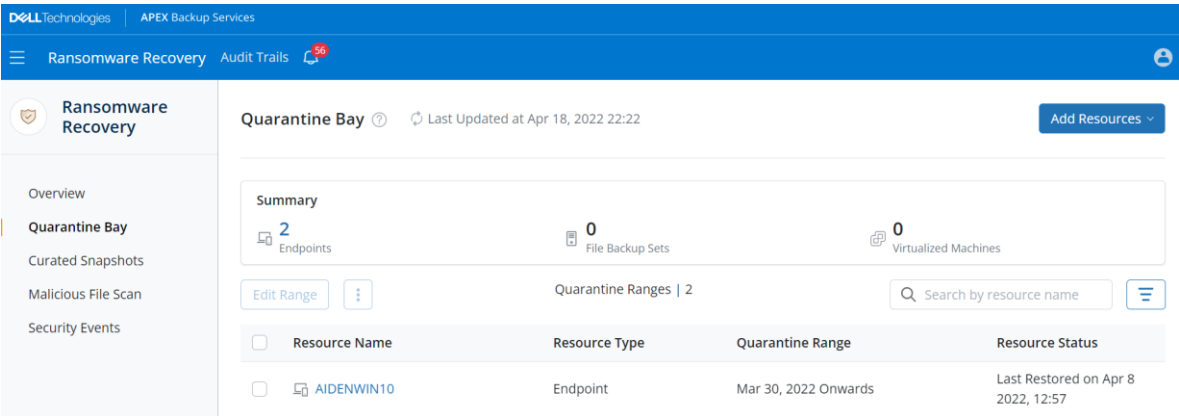 DELLTechnologies APEX Backup Services
Ransomware Recovery Audit Trails 56
Ransomware
Recovery
Overview
Quarantine Bay
Curated Snapshots
Malicious File Scan
Security Events
Quarantine Bay ? Last Updated at Apr 18, 2022 22:22 Add Resources
Summary
2
Endpoints
0
File Backup Sets
0
Virtualized Machines
Edit Range Quarantine Ranges | 2 Search by resource name
Resource Name Resource Type Quarantine Range Resource Status
AIDENWIN10 Endpoint Mar 30, 2022 Onwards Last Restored on Apr 8
2022, 12:57